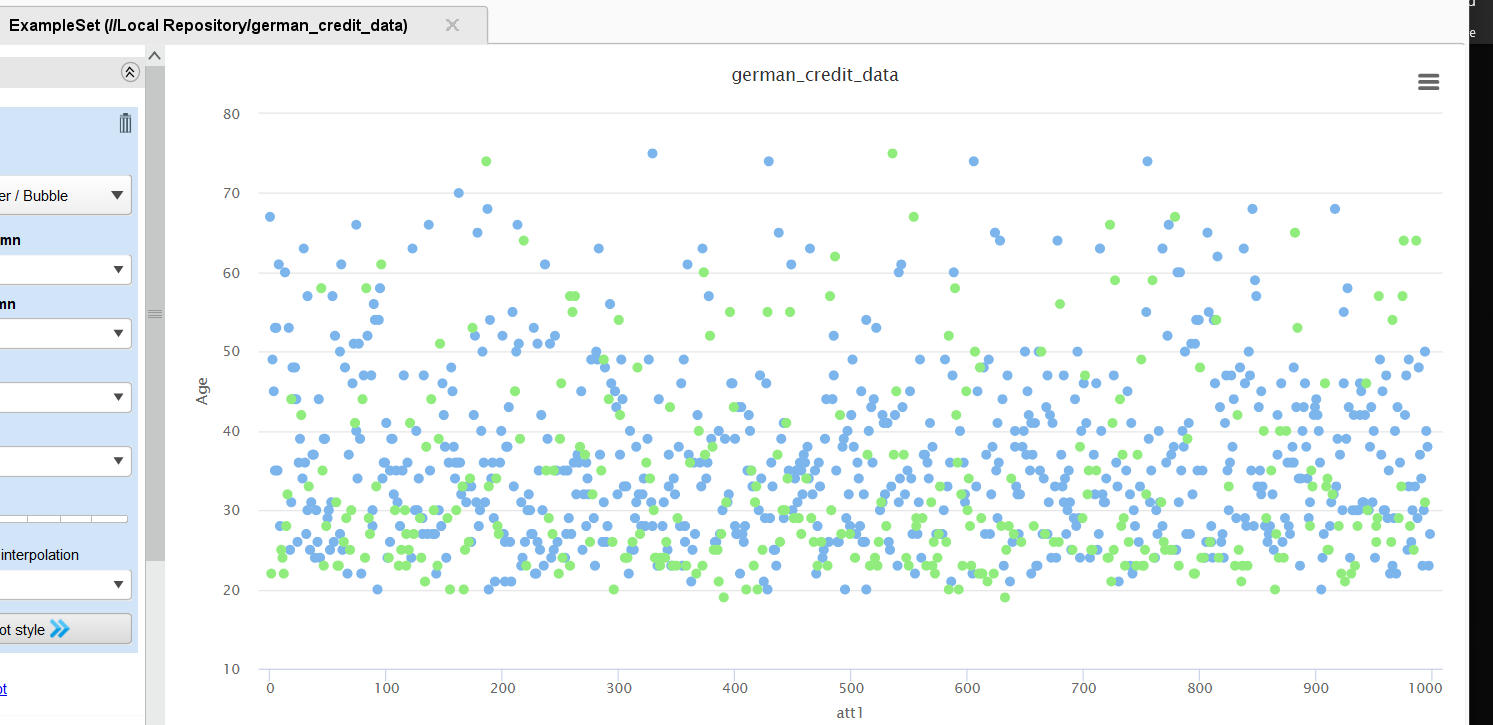 ExampleSet (//Local Repository/german_credit_data)
er / Bubble
mn
mn
interpolation
ot style
ot
german_credit_data
80
70
60
50
40
30
20
10
Age
0 100 200 300 400 500 600 700 800 900 1000
att1
e